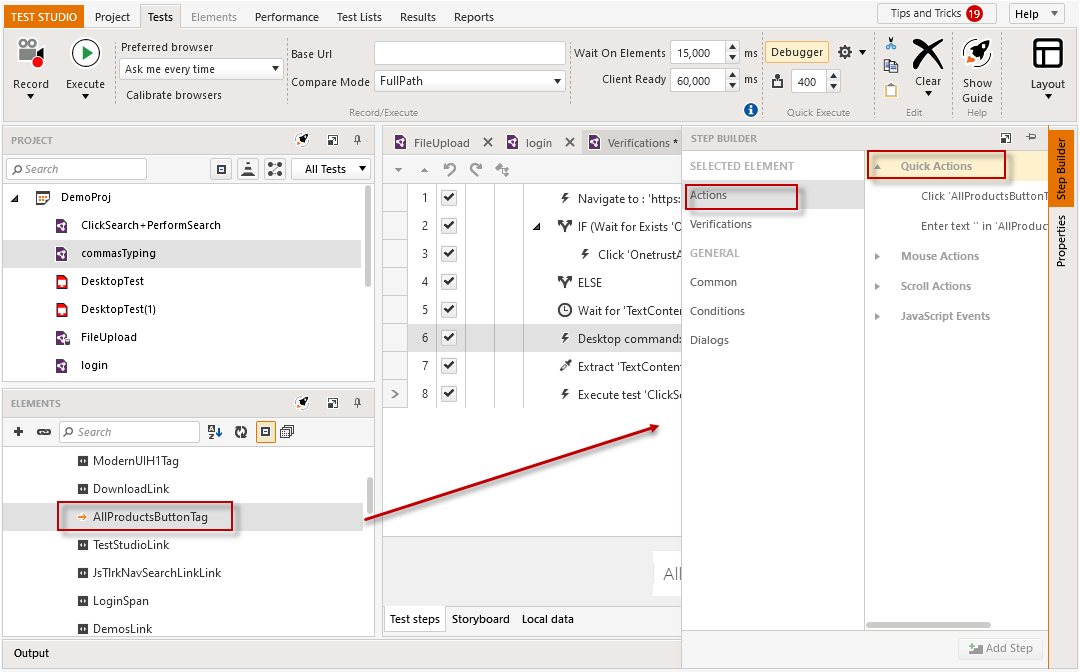 TEST STUDIO Project Tests Elements Performance Test Lists Results Reports Tips and Tricks 19 Help
Record
Execute
Preferred browser
Ask me every time
Calibrate browsers
Base Url
Compare Mode FullPath
Record/Execute
Wait On Elements 15,000 ms
Client Ready 60,000 ms
Debugger
400
Quick Execute
Clear
Edit
Show
Guide
Help
Layout
PROJECT
Search
All Tests
DemoProj
ClickSearch+PerformSearch
commasTyping
DesktopTest
DesktopTest(1)
FileUpload
login
ELEMENTS
Search
ModernUIH1Tag
DownloadLink
AllProductsButtonTag
TestStudioLink
JsTlrkNavSearchLinkLink
LoginSpan
DemosLink
Output
FileUpload login Verifications *
1 Navigate to : 'https:
2 IF (Wait for Exists 'O
3 Click 'OnetrustA
4 ELSE
5 Wait for 'TextConten
6 Desktop command:
7 Extract 'TextContent
8 Execute test 'ClickSe
All
Test steps Storyboard Local data
STEP BUILDER
SELECTED ELEMENT
Actions
Verifications
GENERAL
Common
Conditions
Dialogs
Quick Actions
Click 'AllProductsButtonT
Enter text '' in 'AllProduc
Mouse Actions
Scroll Actions
JavaScript Events
Add Step
Step Builder
Properties